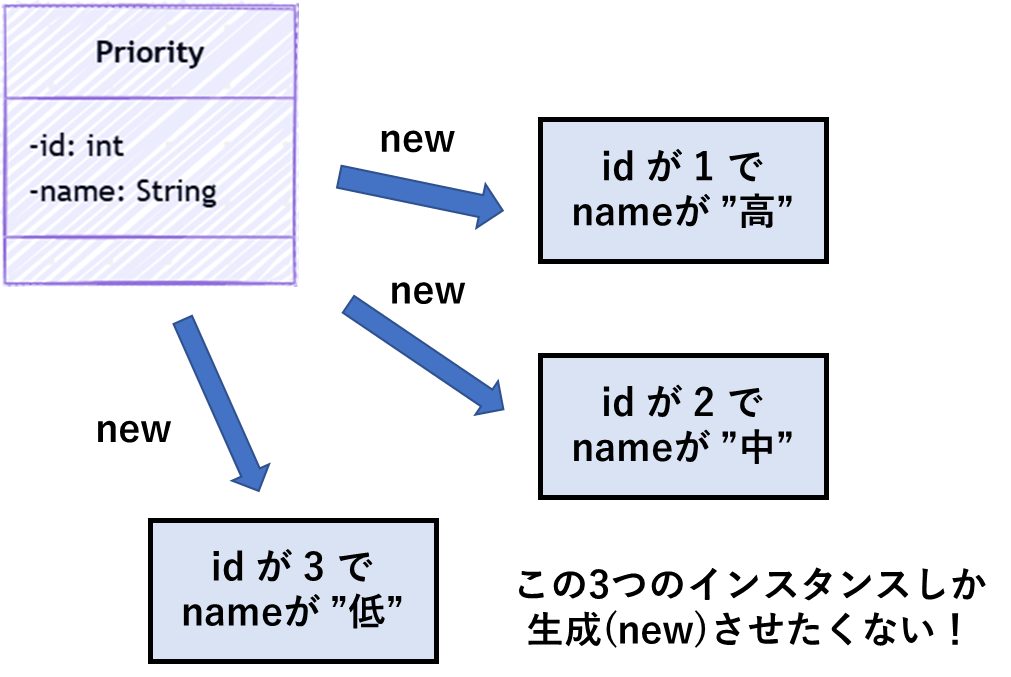 Priority
-id: int
-name: String
new
id が 1 で
nameが ”高”
new
id が 2 で
nameが ”中”
new
id が 3 で
nameが ”低”
この3つのインスタンスしか
生成(new)させたくない！